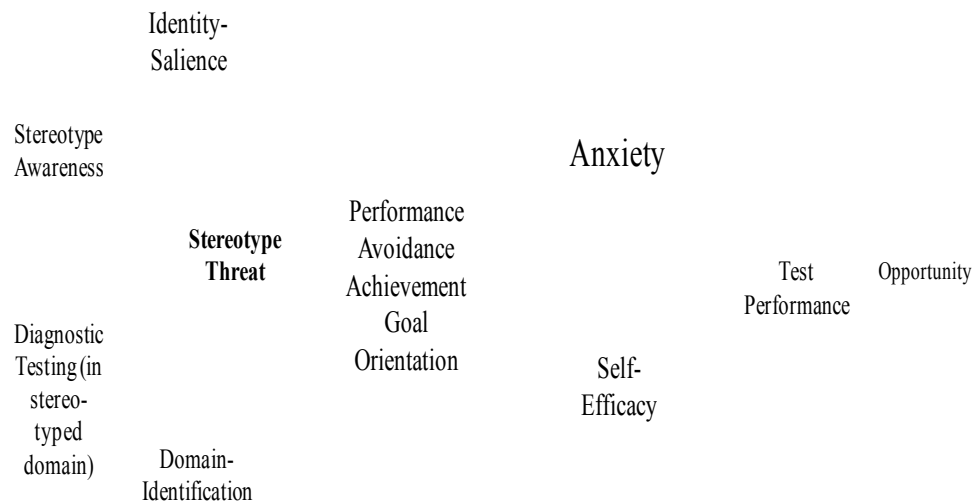 Identity-
Salience
Stereotype
Awareness
Anxiety
Stereotype
Threat
Performance
Avoidance
Achievement
Goal
Orientation
Test
Performance
Opportunity
Diagnostic
Testing (in
stereo-
typed
domain)
Self-
Efficacy
Domain-
Identification